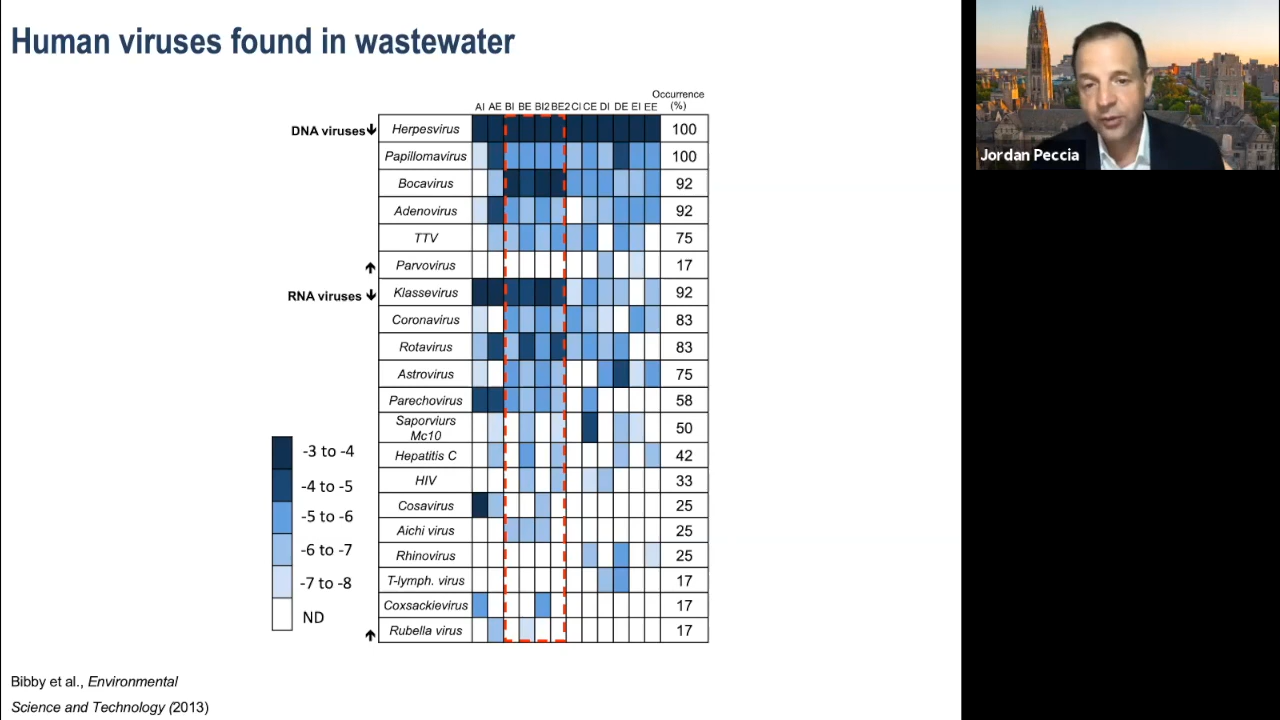 Human viruses found in wastewater
Jordan Peccia
Occurrence
AI AE BI BE BI2 BE2 CI CE DI DE EI EE (%)
DNA viruses↓ Herpesvirus 100
Papillomavirus 100
Bocavirus 92
Adenovirus 92
TTV 75
↑ Parvovirus 17
RNA viruses ↓ Klassevirus 92
Coronavirus 83
Rotavirus 83
Astrovirus 75
Parechovirus 58
Saporviurs
Mc10 50
Hepatitis C 42
HIV 33
Cosavirus 25
Aichi virus 25
Rhinovirus 25
T-lymph. virus 17
Coxsackievirus 17
↑ Rubella virus 17
-3 to -4
-4 to -5
-5 to -6
-6 to -7
-7 to -8
ND
Bibby et al., Environmental
Science and Technology (2013)